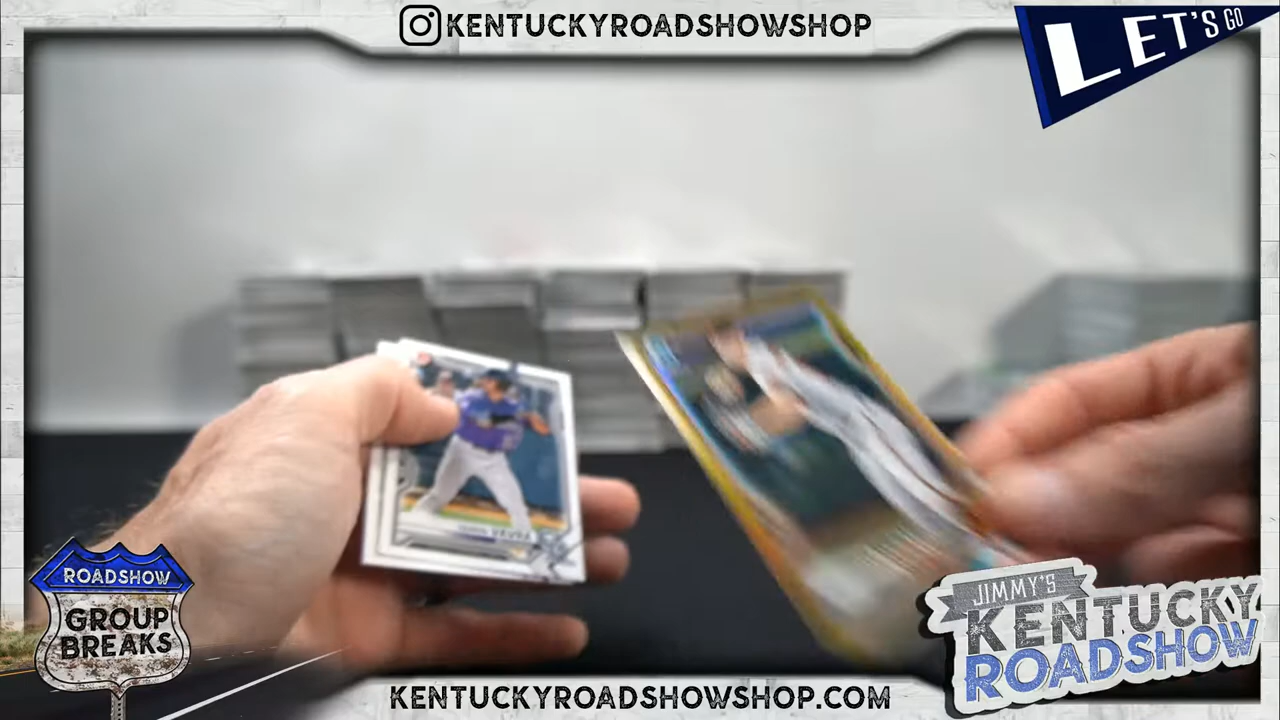 KENTUCKYROADSHOWSHOP
LET'S GO
ROADSHOW
GROUP
BREAKS
JIMMY'S
KENTUCKY
ROADSHOW
KENTUCKYROADSHOWSHOP.COM